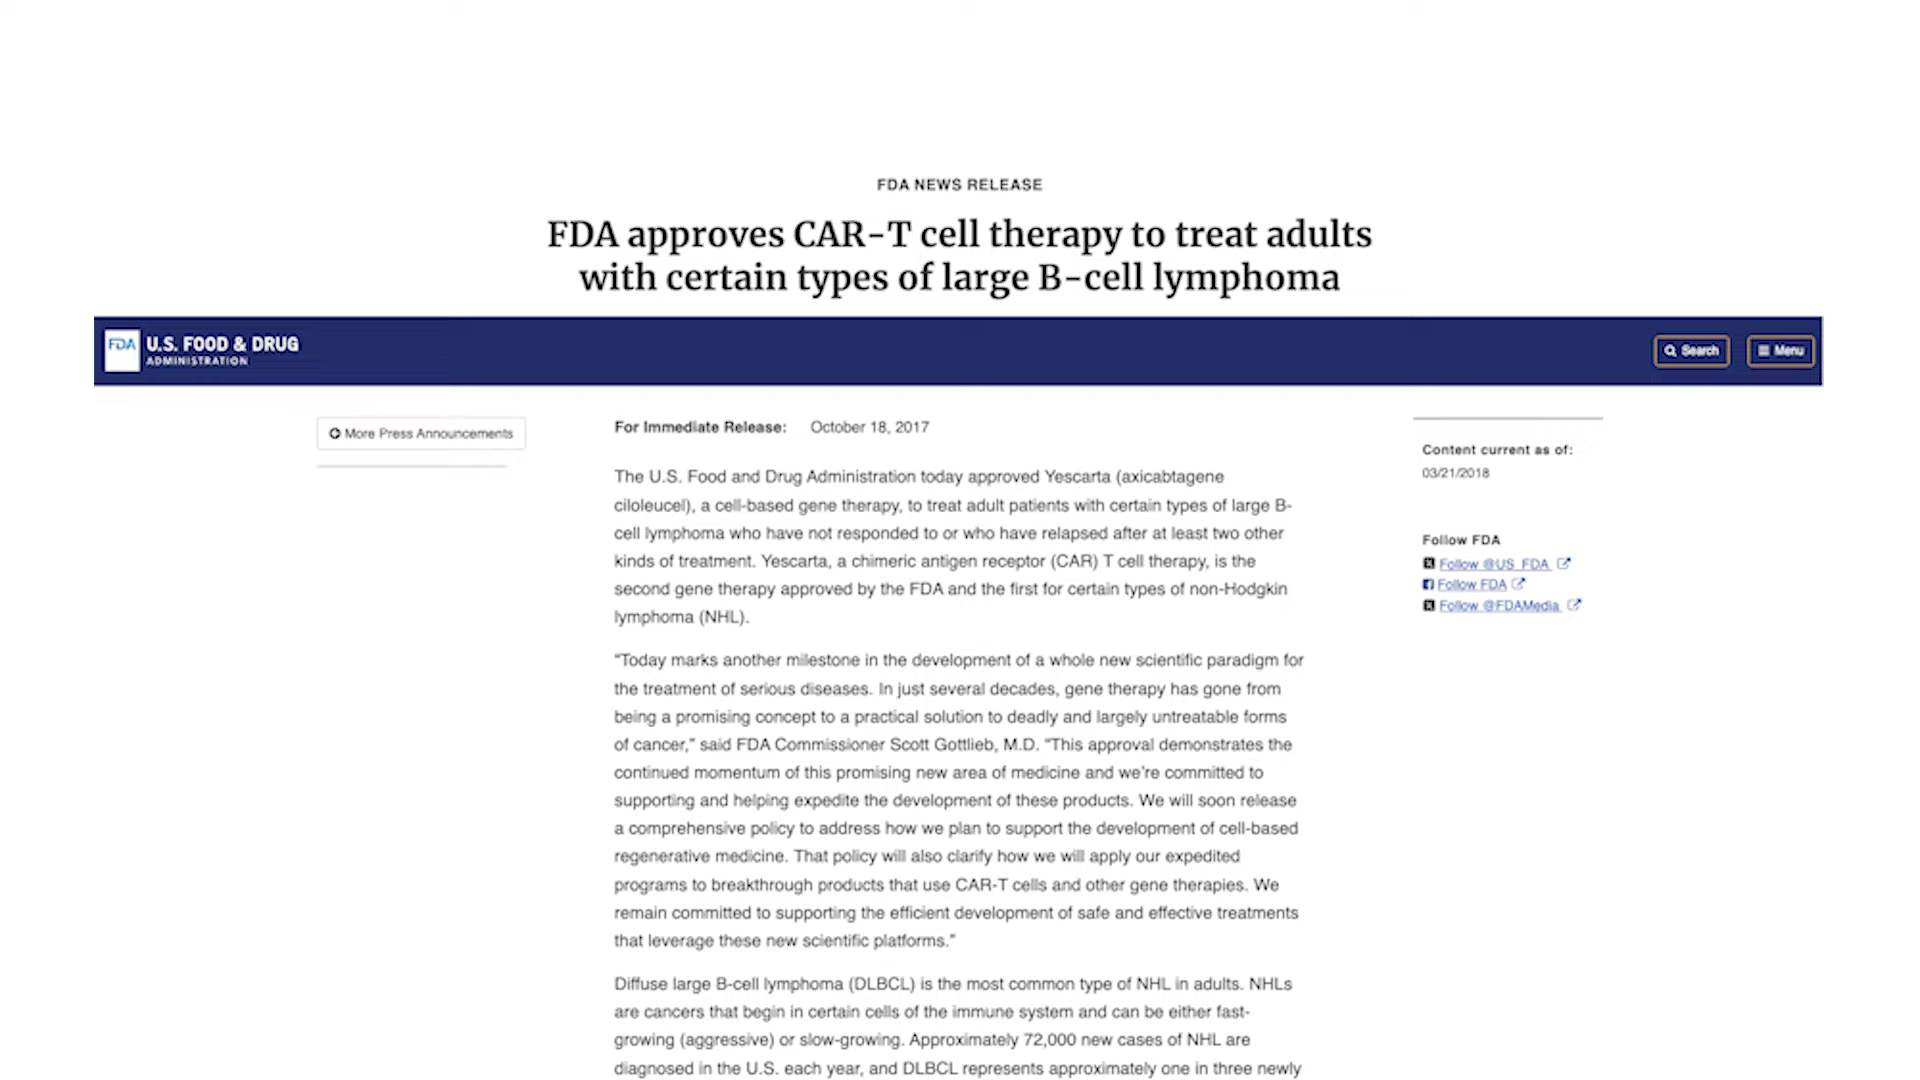 FDA NEWS RELEASE
FDA approves CAR-T cell therapy to treat adults
with certain types of large B-cell lymphoma
FDA U.S. FOOD & DRUG
ADMINISTRATION
Search
Menu
More Press Announcements
For Immediate Release: October 18, 2017
The U.S. Food and Drug Administration today approved Yescarta (axicabtagene
ciloleucel), a cell-based gene therapy, to treat adult patients with certain types of large B-
cell lymphoma who have not responded to or who have relapsed after at least two other
kinds of treatment. Yescarta, a chimeric antigen receptor (CAR) T cell therapy, is the
second gene therapy approved by the FDA and the first for certain types of non-Hodgkin
lymphoma (NHL).
"Today marks another milestone in the development of a whole new scientific paradigm for
the treatment of serious diseases. In just several decades, gene therapy has gone from
being a promising concept to a practical solution to deadly and largely untreatable forms
of cancer," said FDA Commissioner Scott Gottlieb, M.D. "This approval demonstrates the
continued momentum of this promising new area of medicine and we're committed to
supporting and helping expedite the development of these products. We will soon release
a comprehensive policy to address how we plan to support the development of cell-based
regenerative medicine. That policy will also clarify how we will apply our expedited
programs to breakthrough products that use CAR-T cells and other gene therapies. We
remain committed to supporting the efficient development of safe and effective treatments
that leverage these new scientific platforms."
Diffuse large B-cell lymphoma (DLBCL) is the most common type of NHL in adults. NHLs
are cancers that begin in certain cells of the immune system and can be either fast-
growing (aggressive) or slow-growing. Approximately 72,000 new cases of NHL are
diagnosed in the U.S. each year, and DLBCL represents approximately one in three newly
Content current as of:
03/21/2018
Follow FDA
Follow @US_FDA
Follow FDA
Follow @FDAMedia